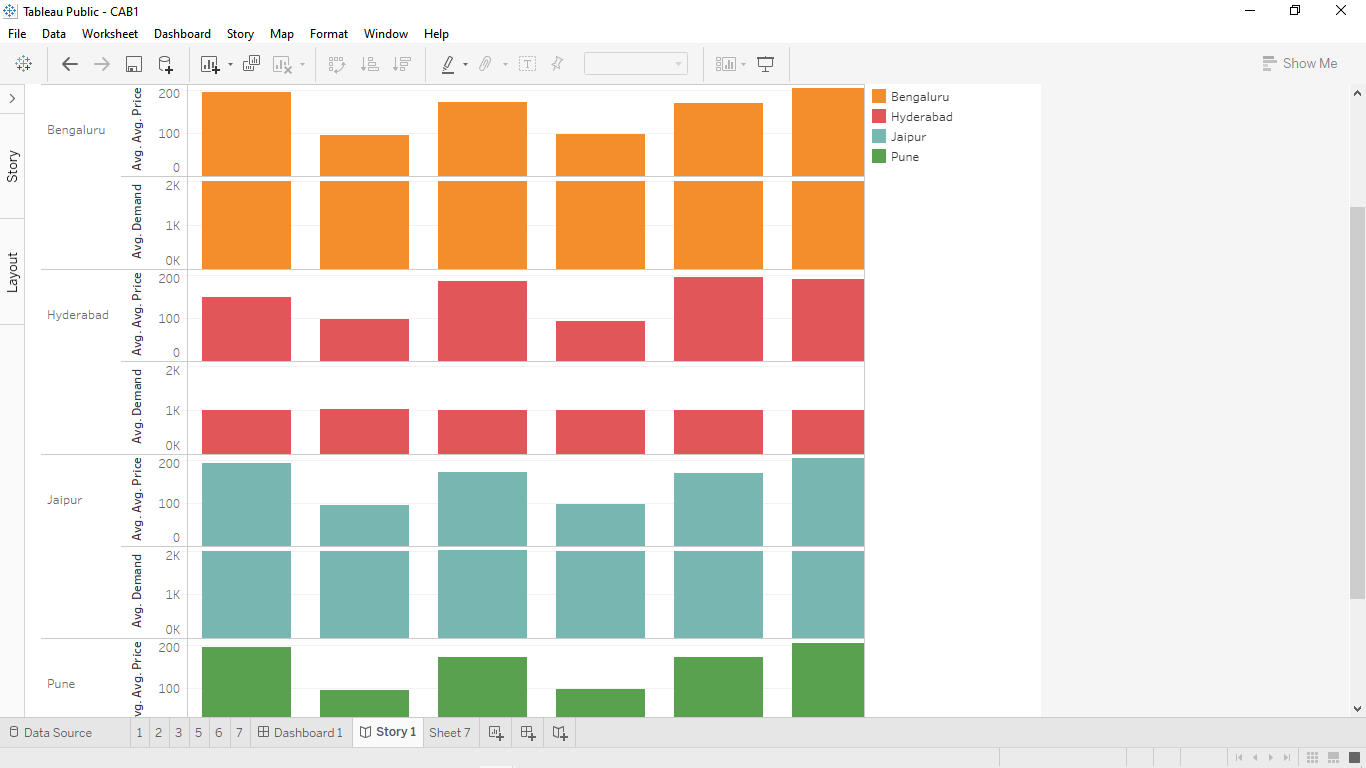 Tableau Public - CAB1
File Data Worksheet Dashboard Story Map Format Window Help
Show Me
Story
Layout
Bengaluru
Avg. Avg. Price
200
100
0
Avg. Demand
2K
1K
0K
Hyderabad
Avg. Avg. Price
200
100
0
Avg. Demand
2K
1K
0K
Jaipur
Avg. Avg. Price
200
100
0
Avg. Demand
2K
1K
0K
Pune
vg. Avg. Price
200
100
Bengaluru
Hyderabad
Jaipur
Pune
Data Source 1 2 3 5 6 7 Dashboard 1 Story 1 Sheet 7